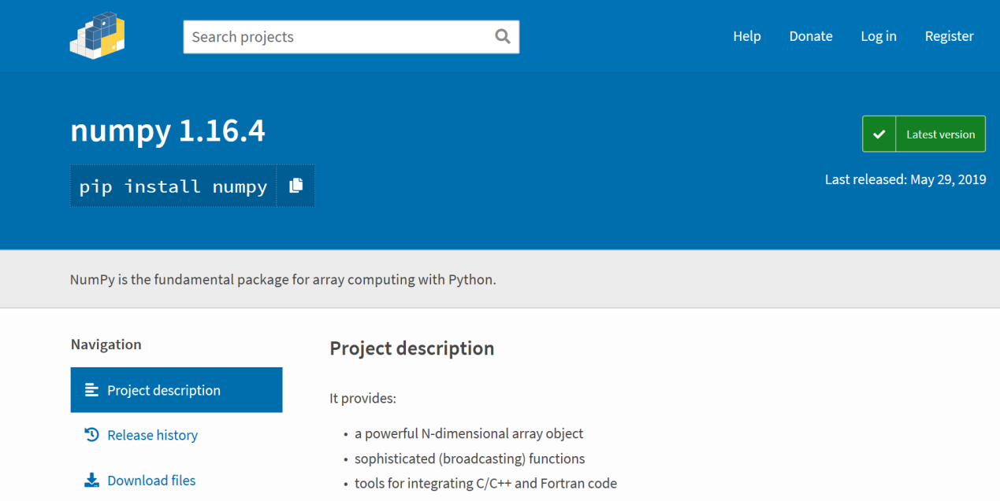 Search projects
Help Donate Log in Register
numpy 1.16.4
Latest version
pip install numpy
Last released: May 29, 2019
NumPy is the fundamental package for array computing with Python.
Navigation
Project description
Release history
Download files
Project description
It provides:
• a powerful N-dimensional array object
• sophisticated (broadcasting) functions
• tools for integrating C/C++ and Fortran code